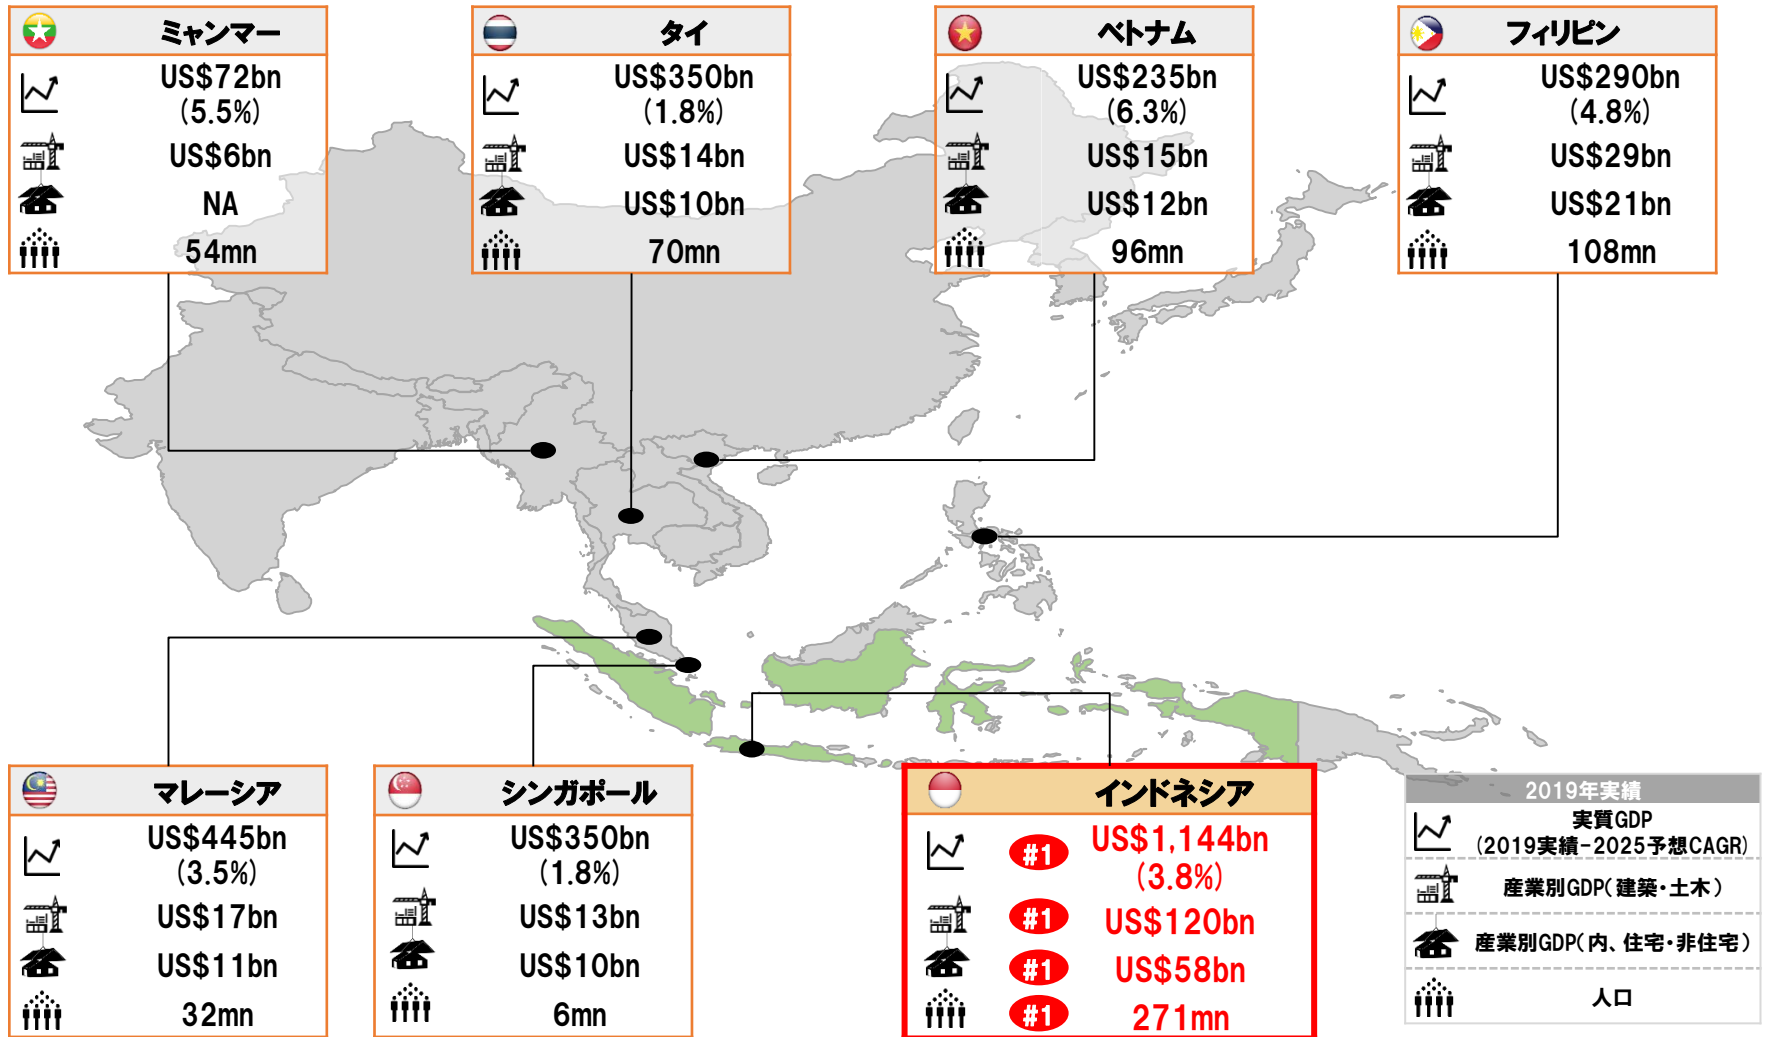 ミャンマー
US$72bn
(5.5%)
US$6bn
NA
54mn
タイ
US$350bn
(1.8%)
US$14bn
US$10bn
70mn
ベトナム
US$235bn
(6.3%)
US$15bn
US$12bn
96mn
フィリピン
US$290bn
(4.8%)
US$29bn
US$21bn
108mn
マレーシア
US$445bn
(3.5%)
US$17bn
US$11bn
32mn
シンガポール
US$350bn
(1.8%)
US$13bn
US$10bn
6mn
インドネシア
#1 US$1,144bn
(3.8%)
#1 US$120bn
#1 US$58bn
#1 271mn
2019年実績
実質GDP
(2019実績-2025予想CAGR)
産業別GDP(建築・土木)
産業別GDP(内、住宅・非住宅)
人口